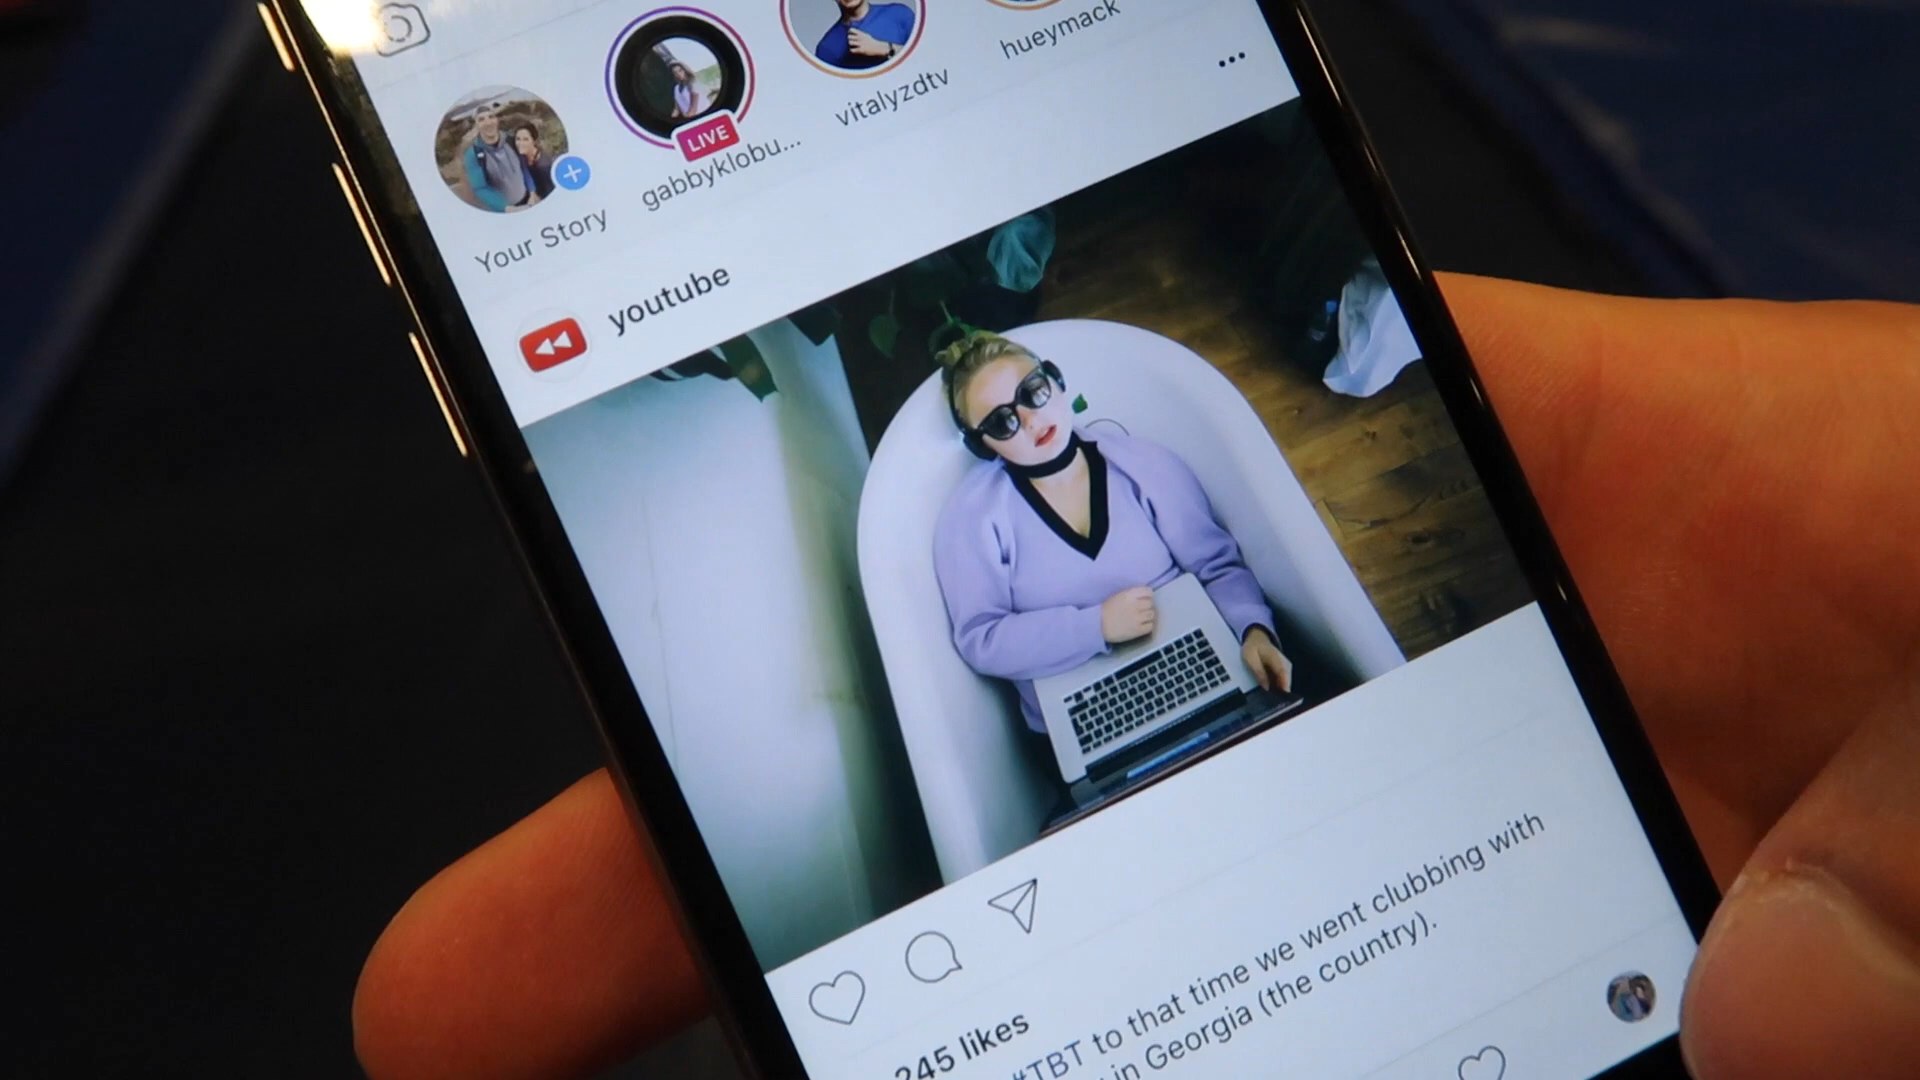 hueymack
vitalyzdtv
LIVE
gabbyklobu...
Your Story
youtube
245 likes
#TBT to that time we went clubbing with
in Georgia (the country).